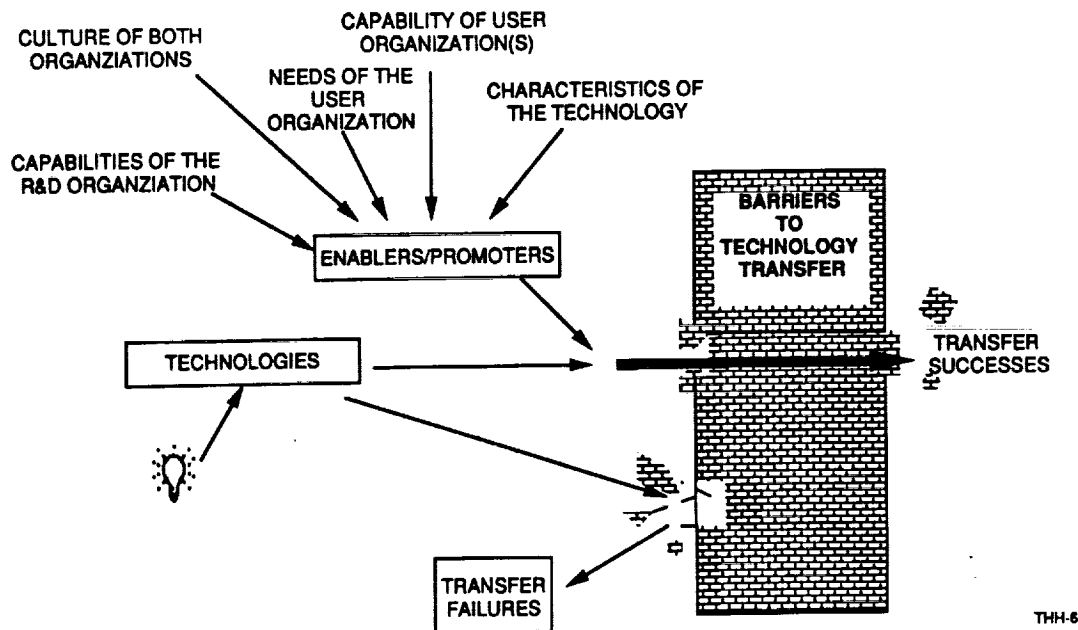 CULTURE OF BOTH
ORGANZIATIONS
CAPABILITY OF USER
ORGANIZATION(S)
NEEDS OF THE
USER
ORGANIZATION
CHARACTERISTICS OF
THE TECHNOLOGY
CAPABILITIES OF THE
R&D ORGANZIATION
ENABLERS/PROMOTERS
BARRIERS
TO
TECHNOLOGY
TRANSFER
TECHNOLOGIES
TRANSFER
SUCCESSES
TRANSFER
FAILURES
THH-6